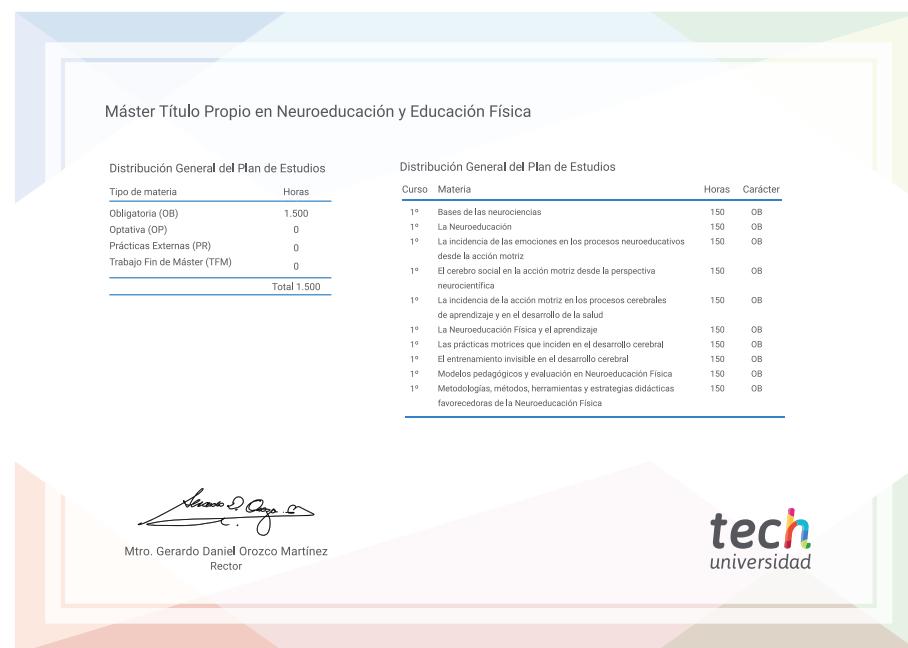 Máster Título Propio en Neuroeducación y Educación Física
Distribución General del Plan de Estudios
Tipo de materia Horas
Obligatoria (OB) 1.500
Optativa (OP) 0
Prácticas Externas (PR) 0
Trabajo Fin de Máster (TFM) 0
Total 1.500
Distribución General del Plan de Estudios
Curso Materia Horas Carácter
1º Bases de las neurociencias 150 OB
1º La Neuroeducación 150 OB
1º La incidencia de las emociones en los procesos neuroeducativos 150 OB
desde la acción motriz
1º El cerebro social en la acción motriz desde la perspectiva 150 OB
neurocientífica
1º La incidencia de la acción motriz en los procesos cerebrales 150 OB
de aprendizaje y en el desarrollo de la salud
1º La Neuroeducación Física y el aprendizaje 150 OB
1º Las prácticas motrices que inciden en el desarrollo cerebral 150 OB
1º El entrenamiento invisible en el desarrollo cerebral 150 OB
1º Modelos pedagógicos y evaluación en Neuroeducación Física 150 OB
1º Metodologías, métodos, herramientas y estrategias didácticas 150 OB
favorecedoras de la Neuroeducación Física
Mtro. Gerardo Daniel Orozco Martínez
Rector
tech
universidad